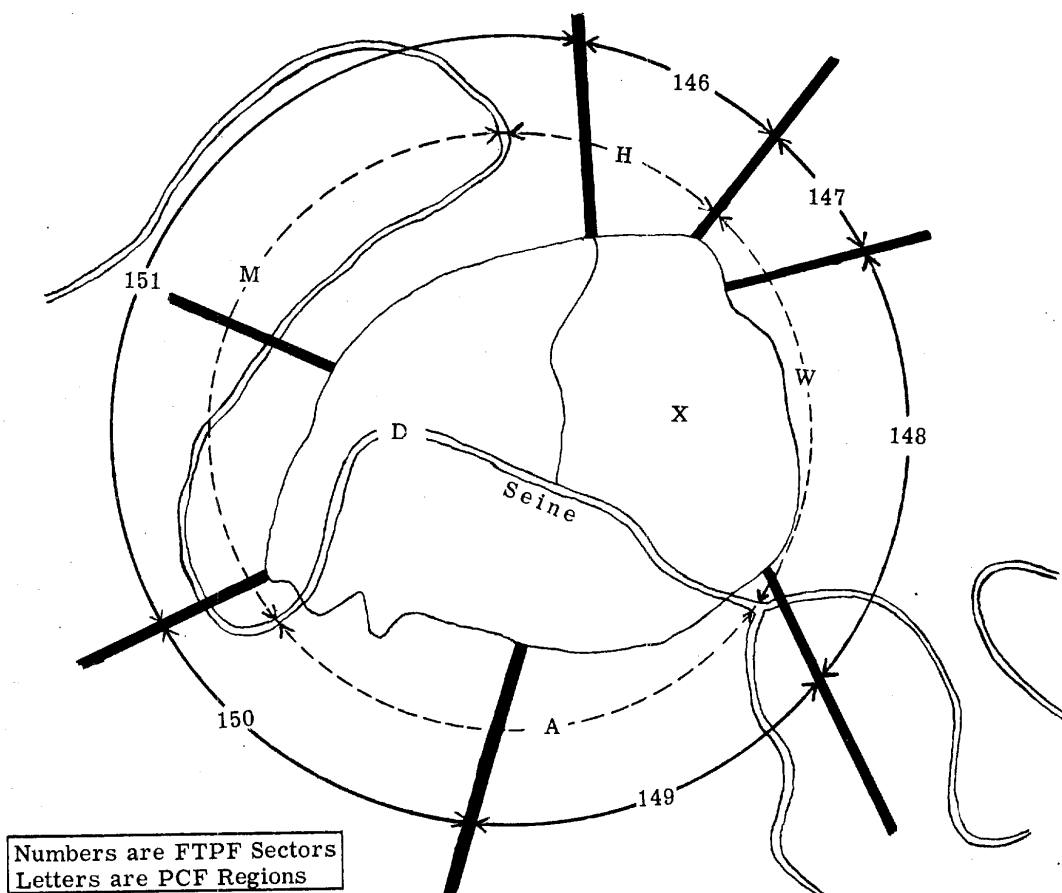 146
H
147
M
151
W
X
D
148
Seine
150
A
149
Numbers are FTPF Sectors
Letters are PCF Regions